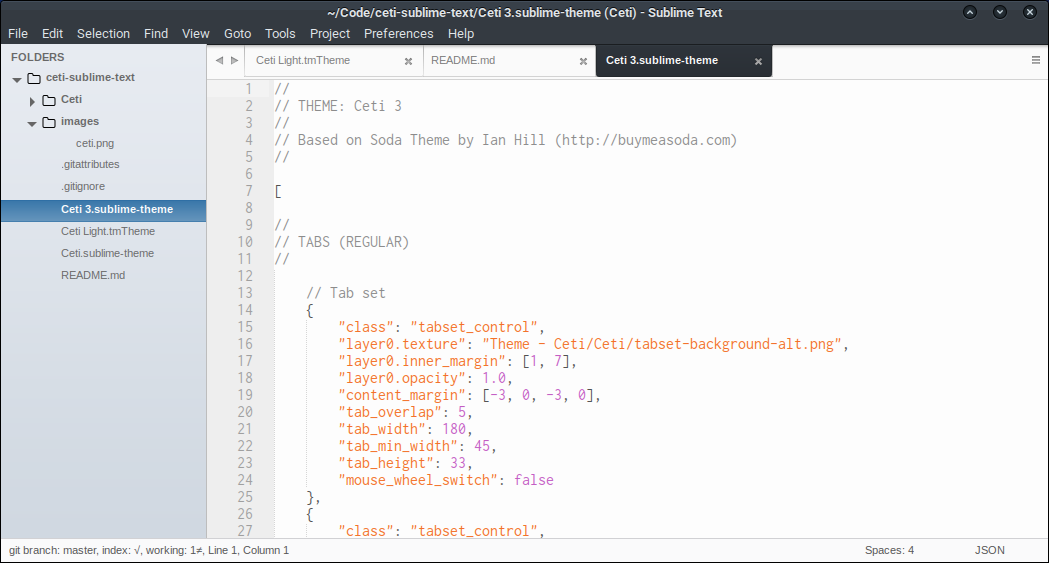 ~/Code/ceti-sublime-text/Ceti 3.sublime-theme (Ceti) - Sublime Text
File Edit Selection Find View Goto Tools Project Preferences Help
FOLDERS
ceti-sublime-text
Ceti
images
ceti.png
.gitattributes
.gitignore
Ceti 3.sublime-theme
Ceti Light.tmTheme
Ceti.sublime-theme
README.md
Ceti Light.tmTheme README.md Ceti 3.sublime-theme
1 //
2 // THEME: Ceti 3
3 //
4 // Based on Soda Theme by Ian Hill (http://buymeasoda.com)
5 //
6
7 [
8
9 //
10 // TABS (REGULAR)
11 //
12
13 // Tab set
14 {
15 "class": "tabset_control",
16 "layer0.texture": "Theme - Ceti/Ceti/tabset-background-alt.png",
17 "layer0.inner_margin": [1, 7],
18 "layer0.opacity": 1.0,
19 "content_margin": [-3, 0, -3, 0],
20 "tab_overlap": 5,
21 "tab_width": 180,
22 "tab_min_width": 45,
23 "tab_height": 33,
24 "mouse_wheel_switch": false
25 },
26 {
27 "class": "tabset_control",
git branch: master, index: √, working: 1≠, Line 1, Column 1 Spaces: 4 JSON